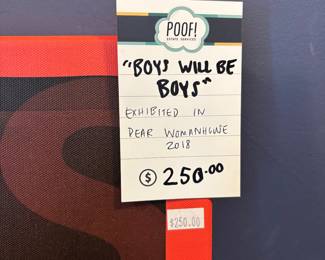 POOF!
ESTATE SERVICES
"BOYS WILL BE
BOYS"
EXHIBITED IN
DEAR WOMANHOUSE
2018
$ 250.00
$250.00